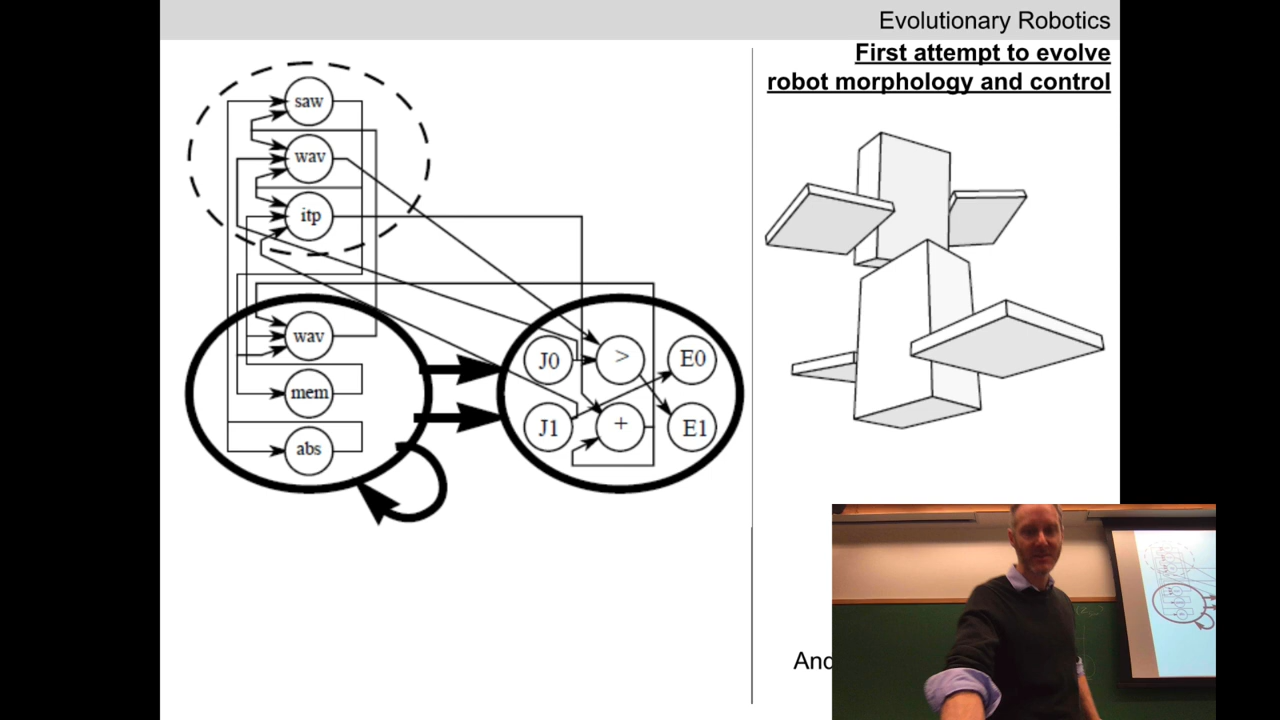 Evolutionary Robotics
First attempt to evolve
robot morphology and control
saw
wav
itp
wav
mem
abs
J0
>
E0
J1
+
E1